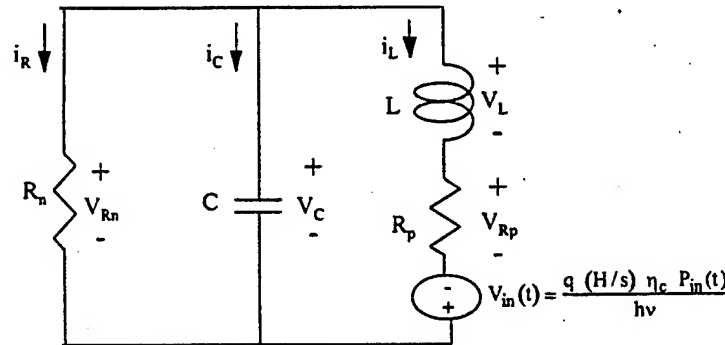 i_R i_C i_L
+
L V_L
-
R_n + V_Rn -
C + V_C -
R_p + V_Rp -
- + V_in(t) = q (H/s) η_c P_in(t) / hν